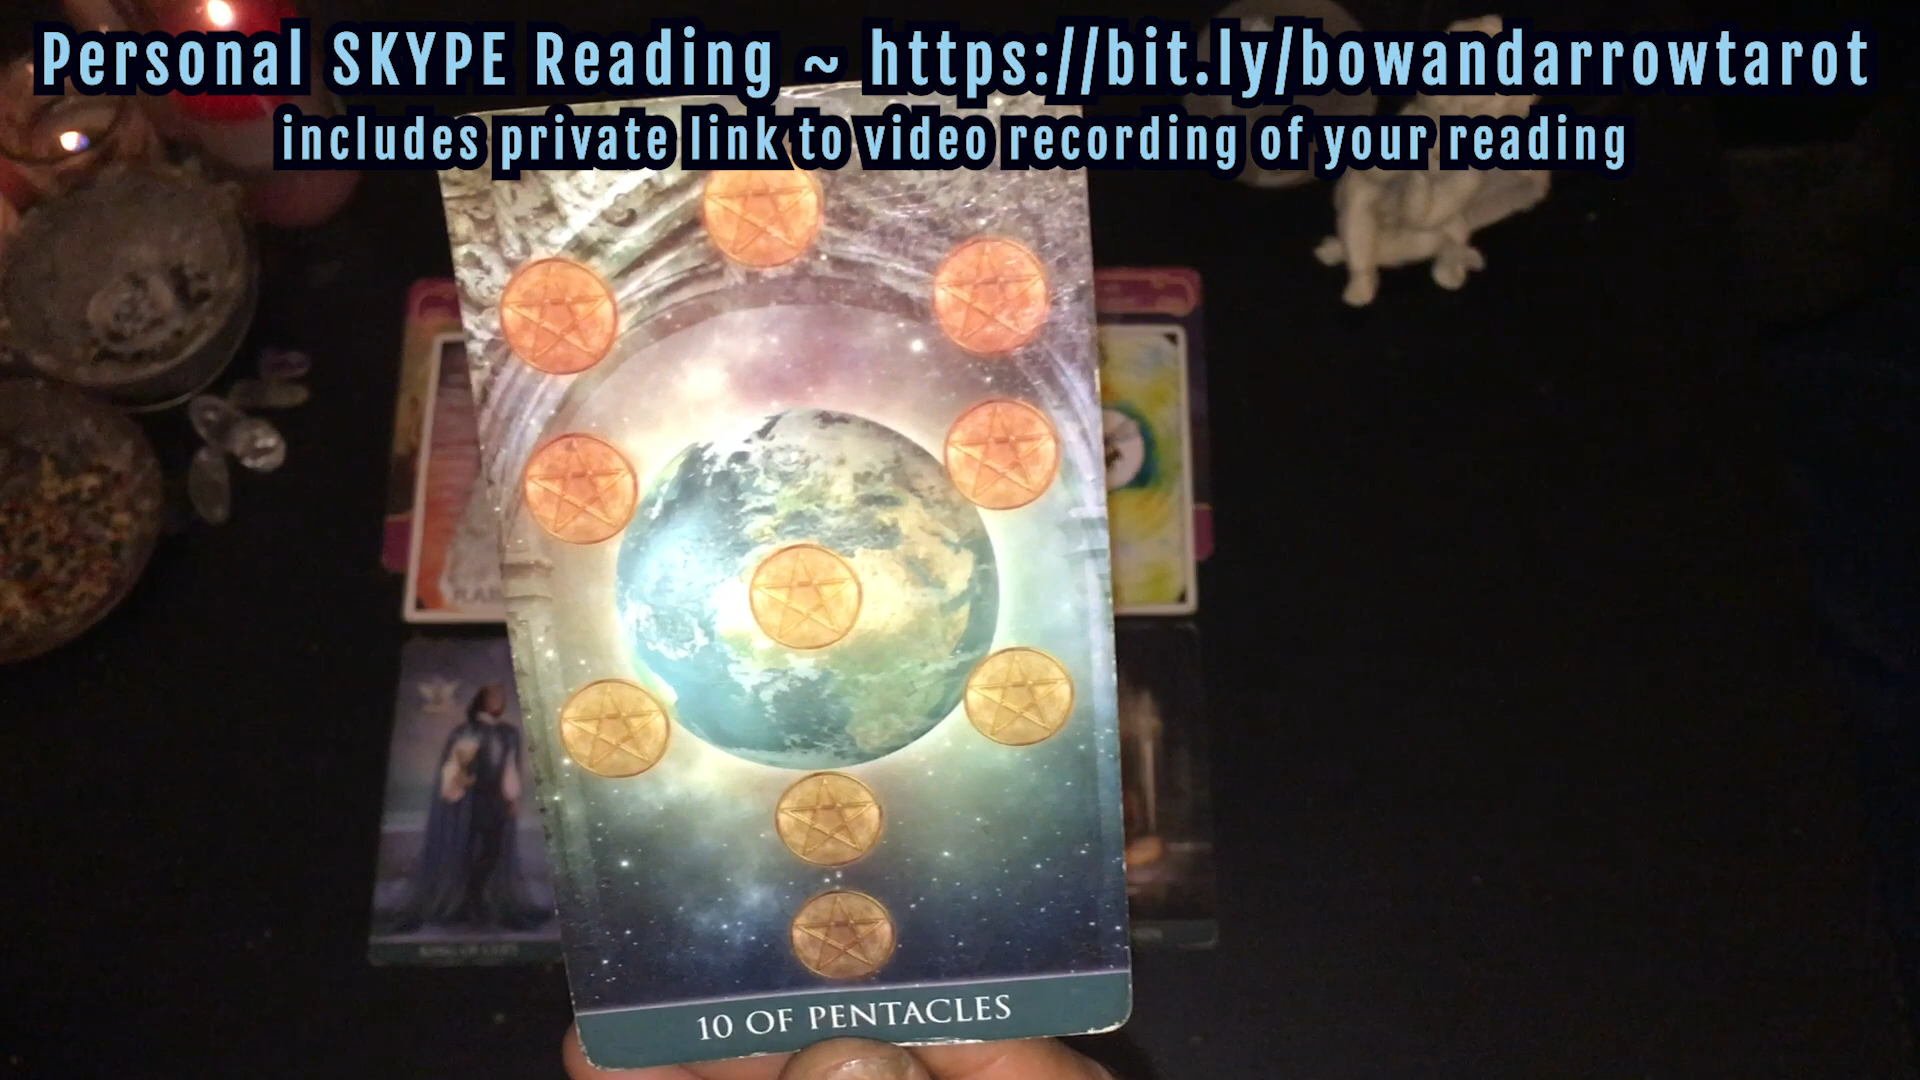 Personal SKYPE Reading ~ https://bit.ly/bowandarrowtarot
includes private link to video recording of your reading
10 OF PENTACLES